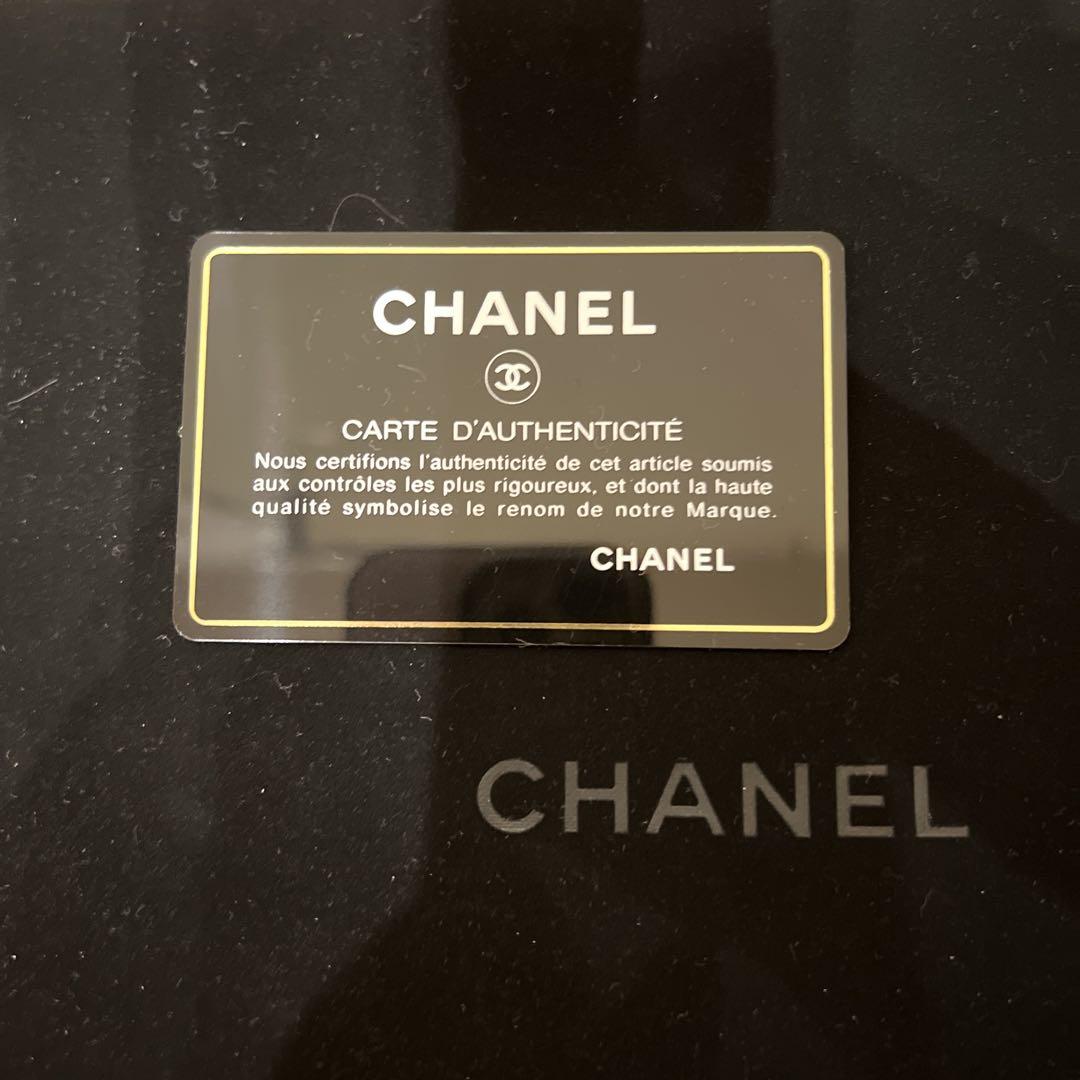 CHANEL
CARTE D'AUTHENTICITÉ
Nous certifions l'authenticité de cet article soumis
aux contrôles les plus rigoureux, et dont la haute
qualité symbolise le renom de notre Marque.
CHANEL
CHANEL